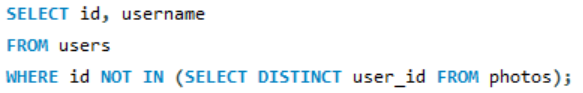 SELECT id, username
FROM users
WHERE id NOT IN (SELECT DISTINCT user_id FROM photos);